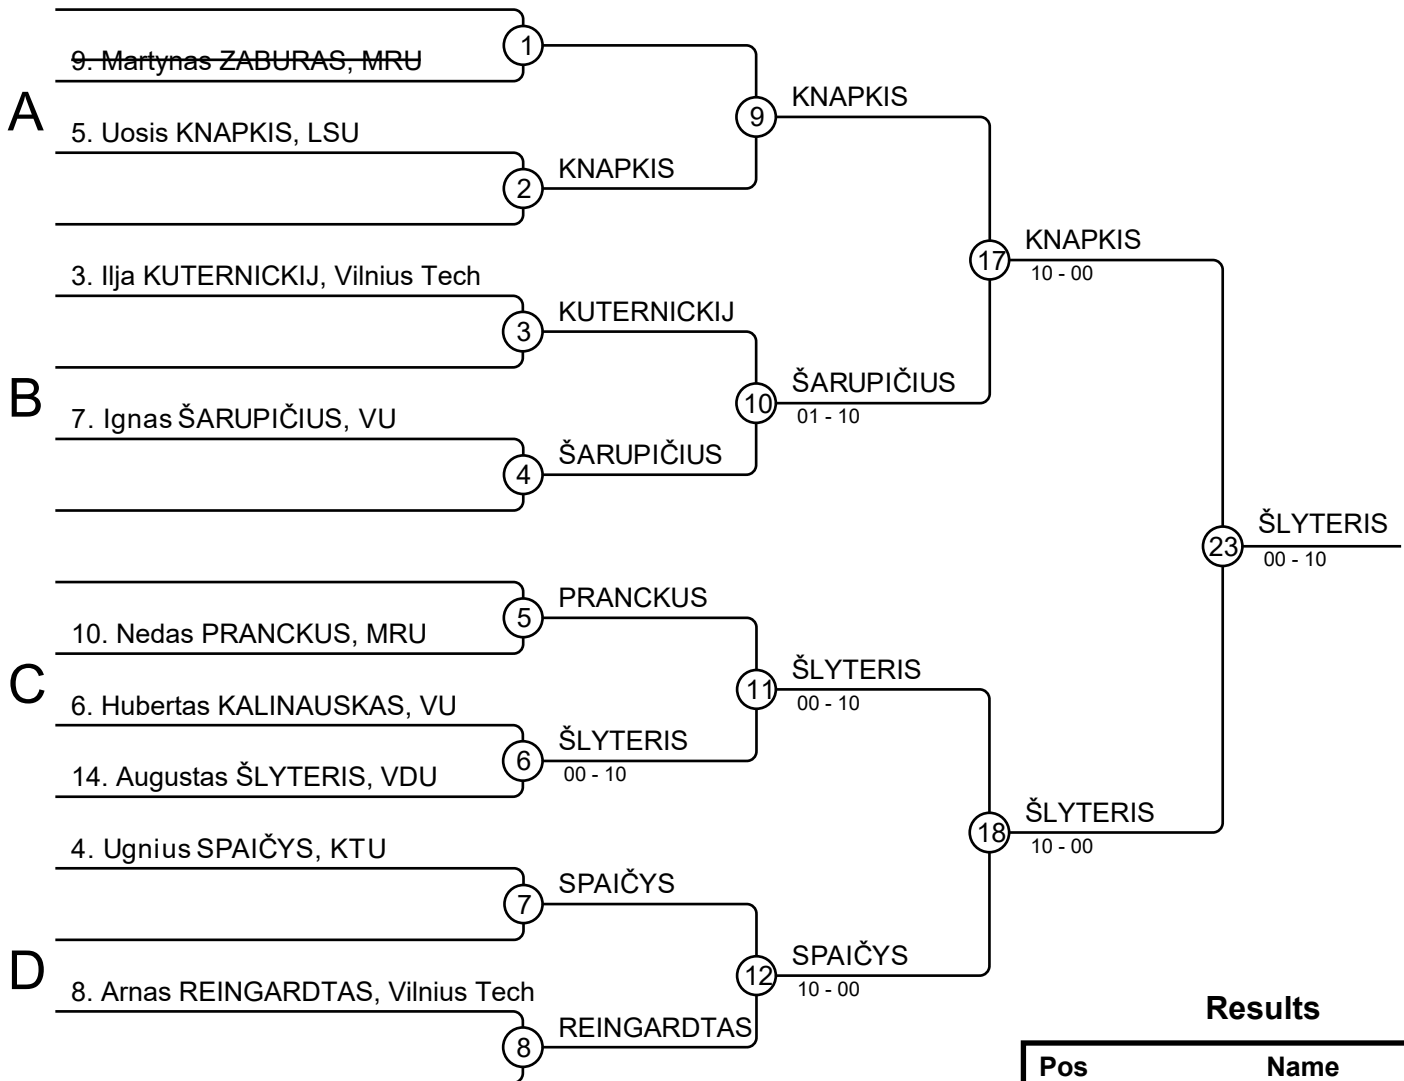 1
9. Martynas ZABURAS, MRU
KNAPKIS
9
A
5. Uosis KNAPKIS, LSU
KNAPKIS
2
KNAPKIS
17
10 - 00
3. Ilja KUTERNICKIJ, Vilnius Tech
KUTERNICKIJ
3
ŠARUPIČIUS
10
01 - 10
B
7. Ignas ŠARUPIČIUS, VU
ŠARUPIČIUS
4
ŠLYTERIS
23
00 - 10
PRANCKUS
5
10. Nedas PRANCKUS, MRU
ŠLYTERIS
11
00 - 10
C
6. Hubertas KALINAUSKAS, VU
ŠLYTERIS
6
00 - 10
14. Augustas ŠLYTERIS, VDU
ŠLYTERIS
18
10 - 00
4. Ugnius SPAIČYS, KTU
SPAIČYS
7
SPAIČYS
12
10 - 00
D
8. Arnas REINGARDTAS, Vilnius Tech
REINGARDTAS
8
Results
Pos Name